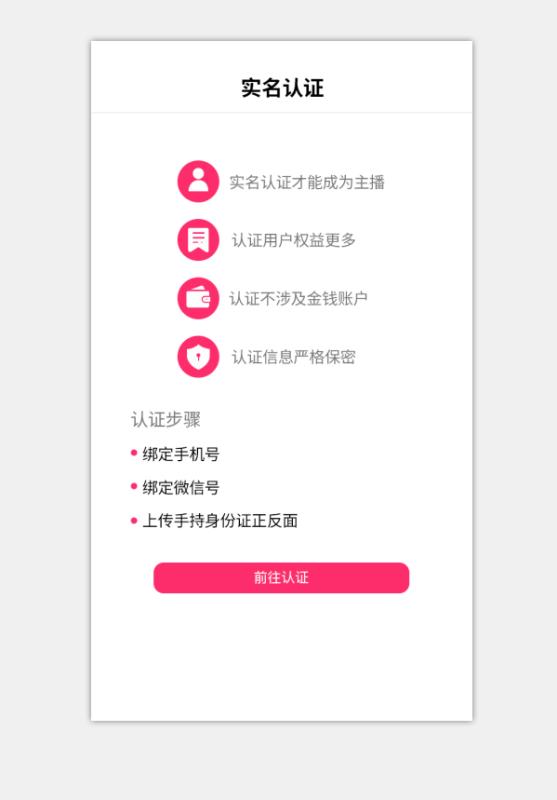 实名认证
实名认证才能成为主播
认证用户权益更多
认证不涉及金钱账户
认证信息严格保密
认证步骤
绑定手机号
绑定微信号
上传手持身份证正反面
前往认证